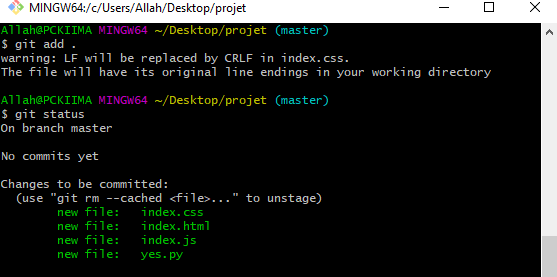 MINGW64:/c/Users/Allah/Desktop/projet
Allah@PCKIIMA MINGW64 ~/Desktop/projet (master)
$ git add .
warning: LF will be replaced by CRLF in index.css.
The file will have its original line endings in your working directory
Allah@PCKIIMA MINGW64 ~/Desktop/projet (master)
$ git status
On branch master
No commits yet
Changes to be committed:
(use "git rm --cached <file>..." to unstage)
new file: index.css
new file: index.html
new file: index.js
new file: yes.py